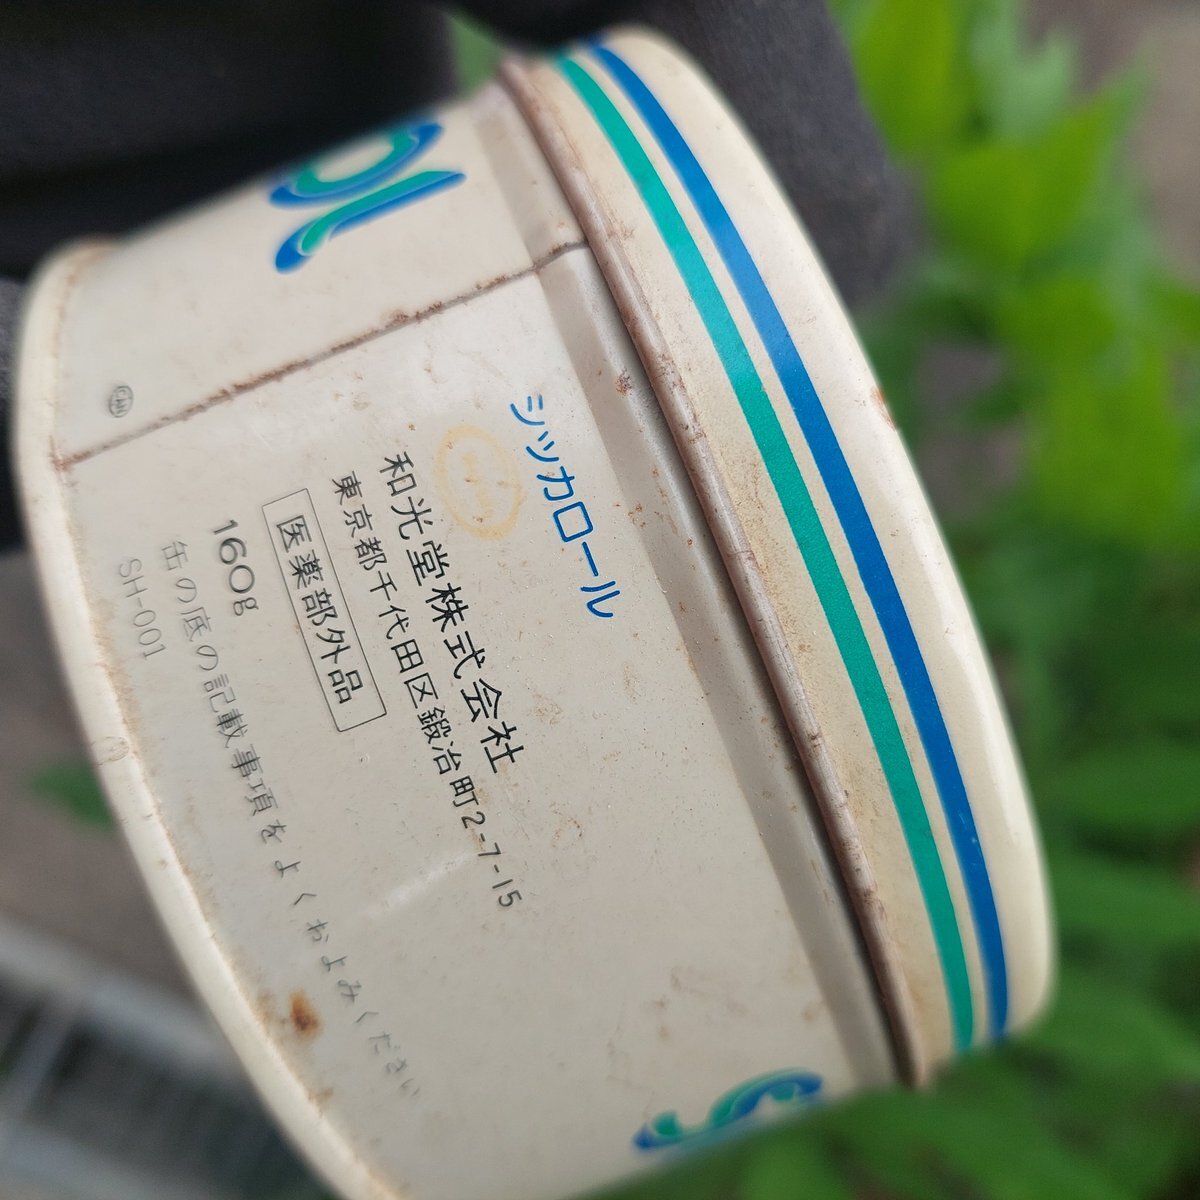 シッカロール
和光堂株式会社
東京都千代田区鍛冶町2-7-15
医薬部外品
160g
缶の底の記載事項をよくおよみください
SH-001
ol
S
CAN